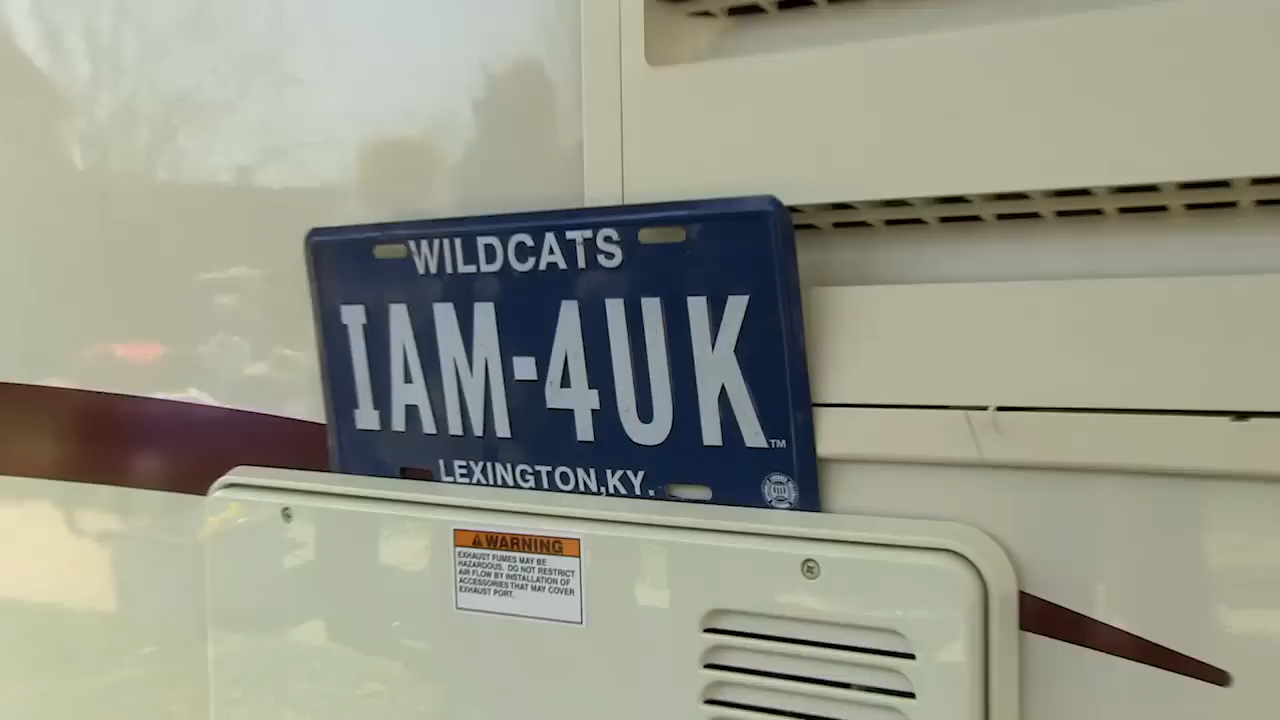 WILDCATS
IAM-4UK
TM
LEXINGTON,KY.
WARNING
EXHAUST FUMES MAY BE
HAZARDOUS. DO NOT RESTRICT
AIR FLOW BY INSTALLATION OF
ACCESSORIES THAT MAY COVER
EXHAUST PORT.